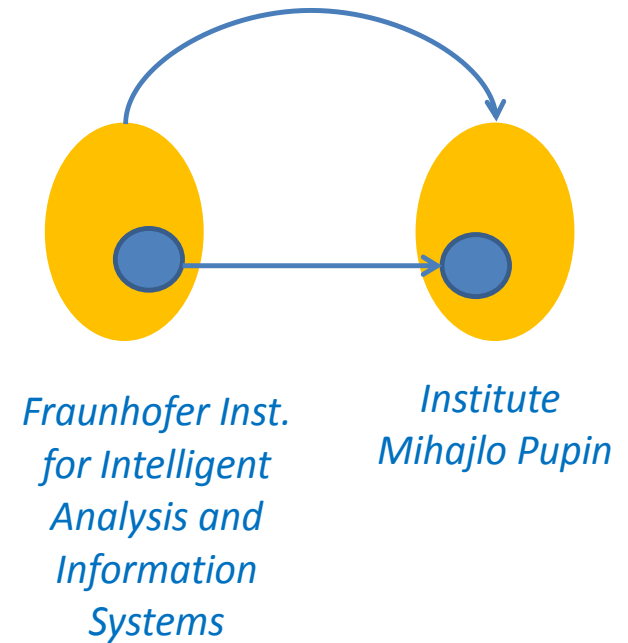 Fraunhofer Inst.
for Intelligent
Analysis and
Information
Systems
Institute
Mihajlo Pupin